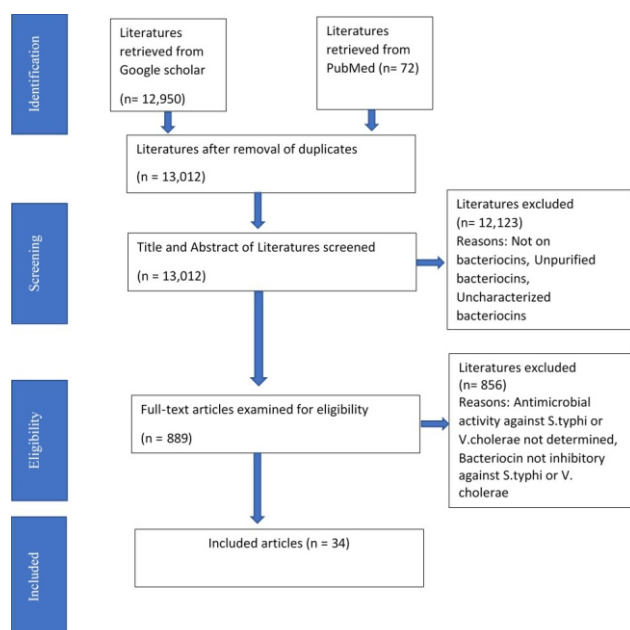 Identification
Literatures
retrieved from
Google scholar
(n= 12,950)
Literatures
retrieved from
PubMed (n= 72)
Literatures after removal of duplicates
(n = 13,012)
Screening
Title and Abstract of Literatures screened
(n = 13,012)
Literatures excluded
(n= 12,123)
Reasons: Not on
bacteriocins, Unpurified
bacteriocins,
Uncharacterized
bacteriocins
Eligibility
Full-text articles examined for eligibility
(n = 889)
Literatures excluded
(n= 856)
Reasons: Antimicrobial
activity against S.typhi or
V.cholerae not determined,
Bacteriocin not inhibitory
against S.typhi or V.
cholerae
Included
Included articles (n = 34)